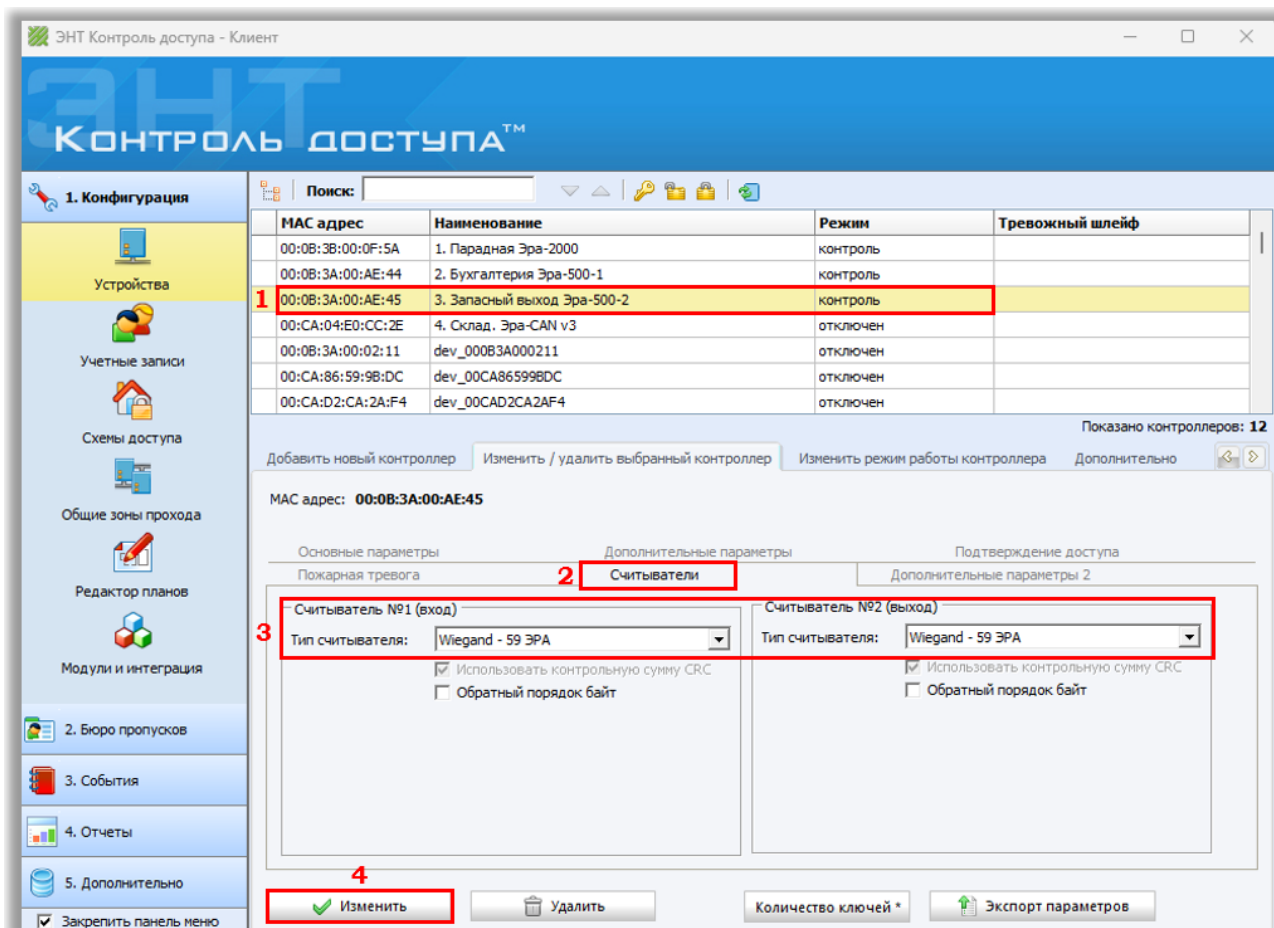 ЭНТ Контроль доступа - Клиент
ЭНТ
КОНТРОЛЬ ДОСТУПА™
1. Конфигурация
Устройства
Учетные записи
Схемы доступа
Общие зоны прохода
Редактор планов
Модули и интеграция
2. Бюро пропусков
3. События
4. Отчеты
5. Дополнительно
Закрепить панель меню
Поиск:
MAC адрес Наименование Режим Тревожный шлейф
00:0B:3B:00:0F:5A 1. Парадная Эра-2000 контроль
00:0B:3A:00:AE:44 2. Бухгалтерия Эра-500-1 контроль
1 00:0B:3A:00:AE:45 3. Запасный выход Эра-500-2 контроль
00:CA:04:E0:CC:2E 4. Склад. Эра-CAN v3 отключен
00:0B:3A:00:02:11 dev_000B3A000211 отключен
00:CA:86:59:9B:DC dev_00CA86599BDC отключен
00:CA:D2:CA:2A:F4 dev_00CAD2CA2AF4 отключен
Показано контроллеров: 12
Добавить новый контроллер Изменить / удалить выбранный контроллер Изменить режим работы контроллера Дополнительно
MAC адрес: 00:0B:3A:00:AE:45
Основные параметры Дополнительные параметры Подтверждение доступа
Пожарная тревога 2 Считыватели Дополнительные параметры 2
Считыватель №1 (вход) Считыватель №2 (выход)
3 Тип считывателя: Wiegand - 59 ЭРА Тип считывателя: Wiegand - 59 ЭРА
Использовать контрольную сумму CRC Использовать контрольную сумму CRC
Обратный порядок байт Обратный порядок байт
4
Изменить Удалить Количество ключей * Экспорт параметров